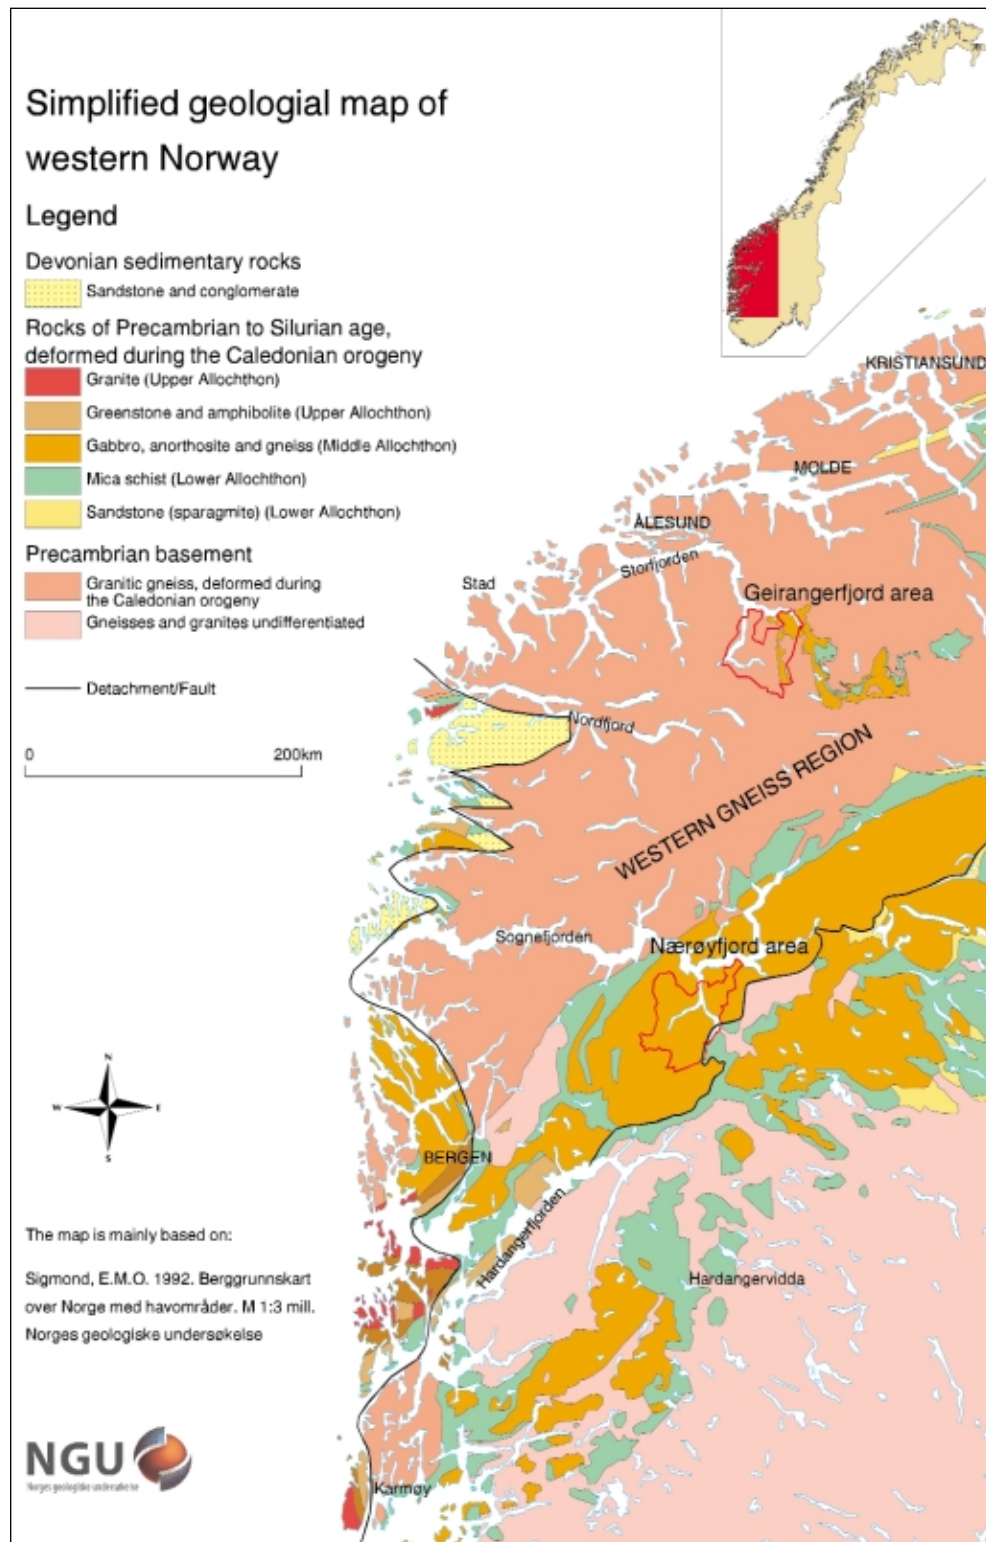 Simplified geologial map of
western Norway
Legend
Devonian sedimentary rocks
Sandstone and conglomerate
Rocks of Precambrian to Silurian age,
deformed during the Caledonian orogeny
Granite (Upper Allochthon)
Greenstone and amphibolite (Upper Allochthon)
Gabbro, anorthosite and gneiss (Middle Allochthon)
Mica schist (Lower Allochthon)
Sandstone (sparagmite) (Lower Allochthon)
Precambrian basement
Granitic gneiss, deformed during
the Caledonian orogeny
Gneisses and granites undifferentiated
Detachment/Fault
0 200km
KRISTIANSUND
MOLDE
ÅLESUND
Storfjorden
Stad
Geirangerfjord area
Nordfjord
WESTERN GNEISS REGION
Sognefjorden
Nærøyfjord area
N
W E
S
BERGEN
Hardangerfjorden
Hardangervidda
Karmøy
The map is mainly based on:
Sigmond, E.M.O. 1992. Berggrunnskart
over Norge med havområder. M 1:3 mill.
Norges geologiske undersøkelse
NGU
Norges geologiske undersøkelse